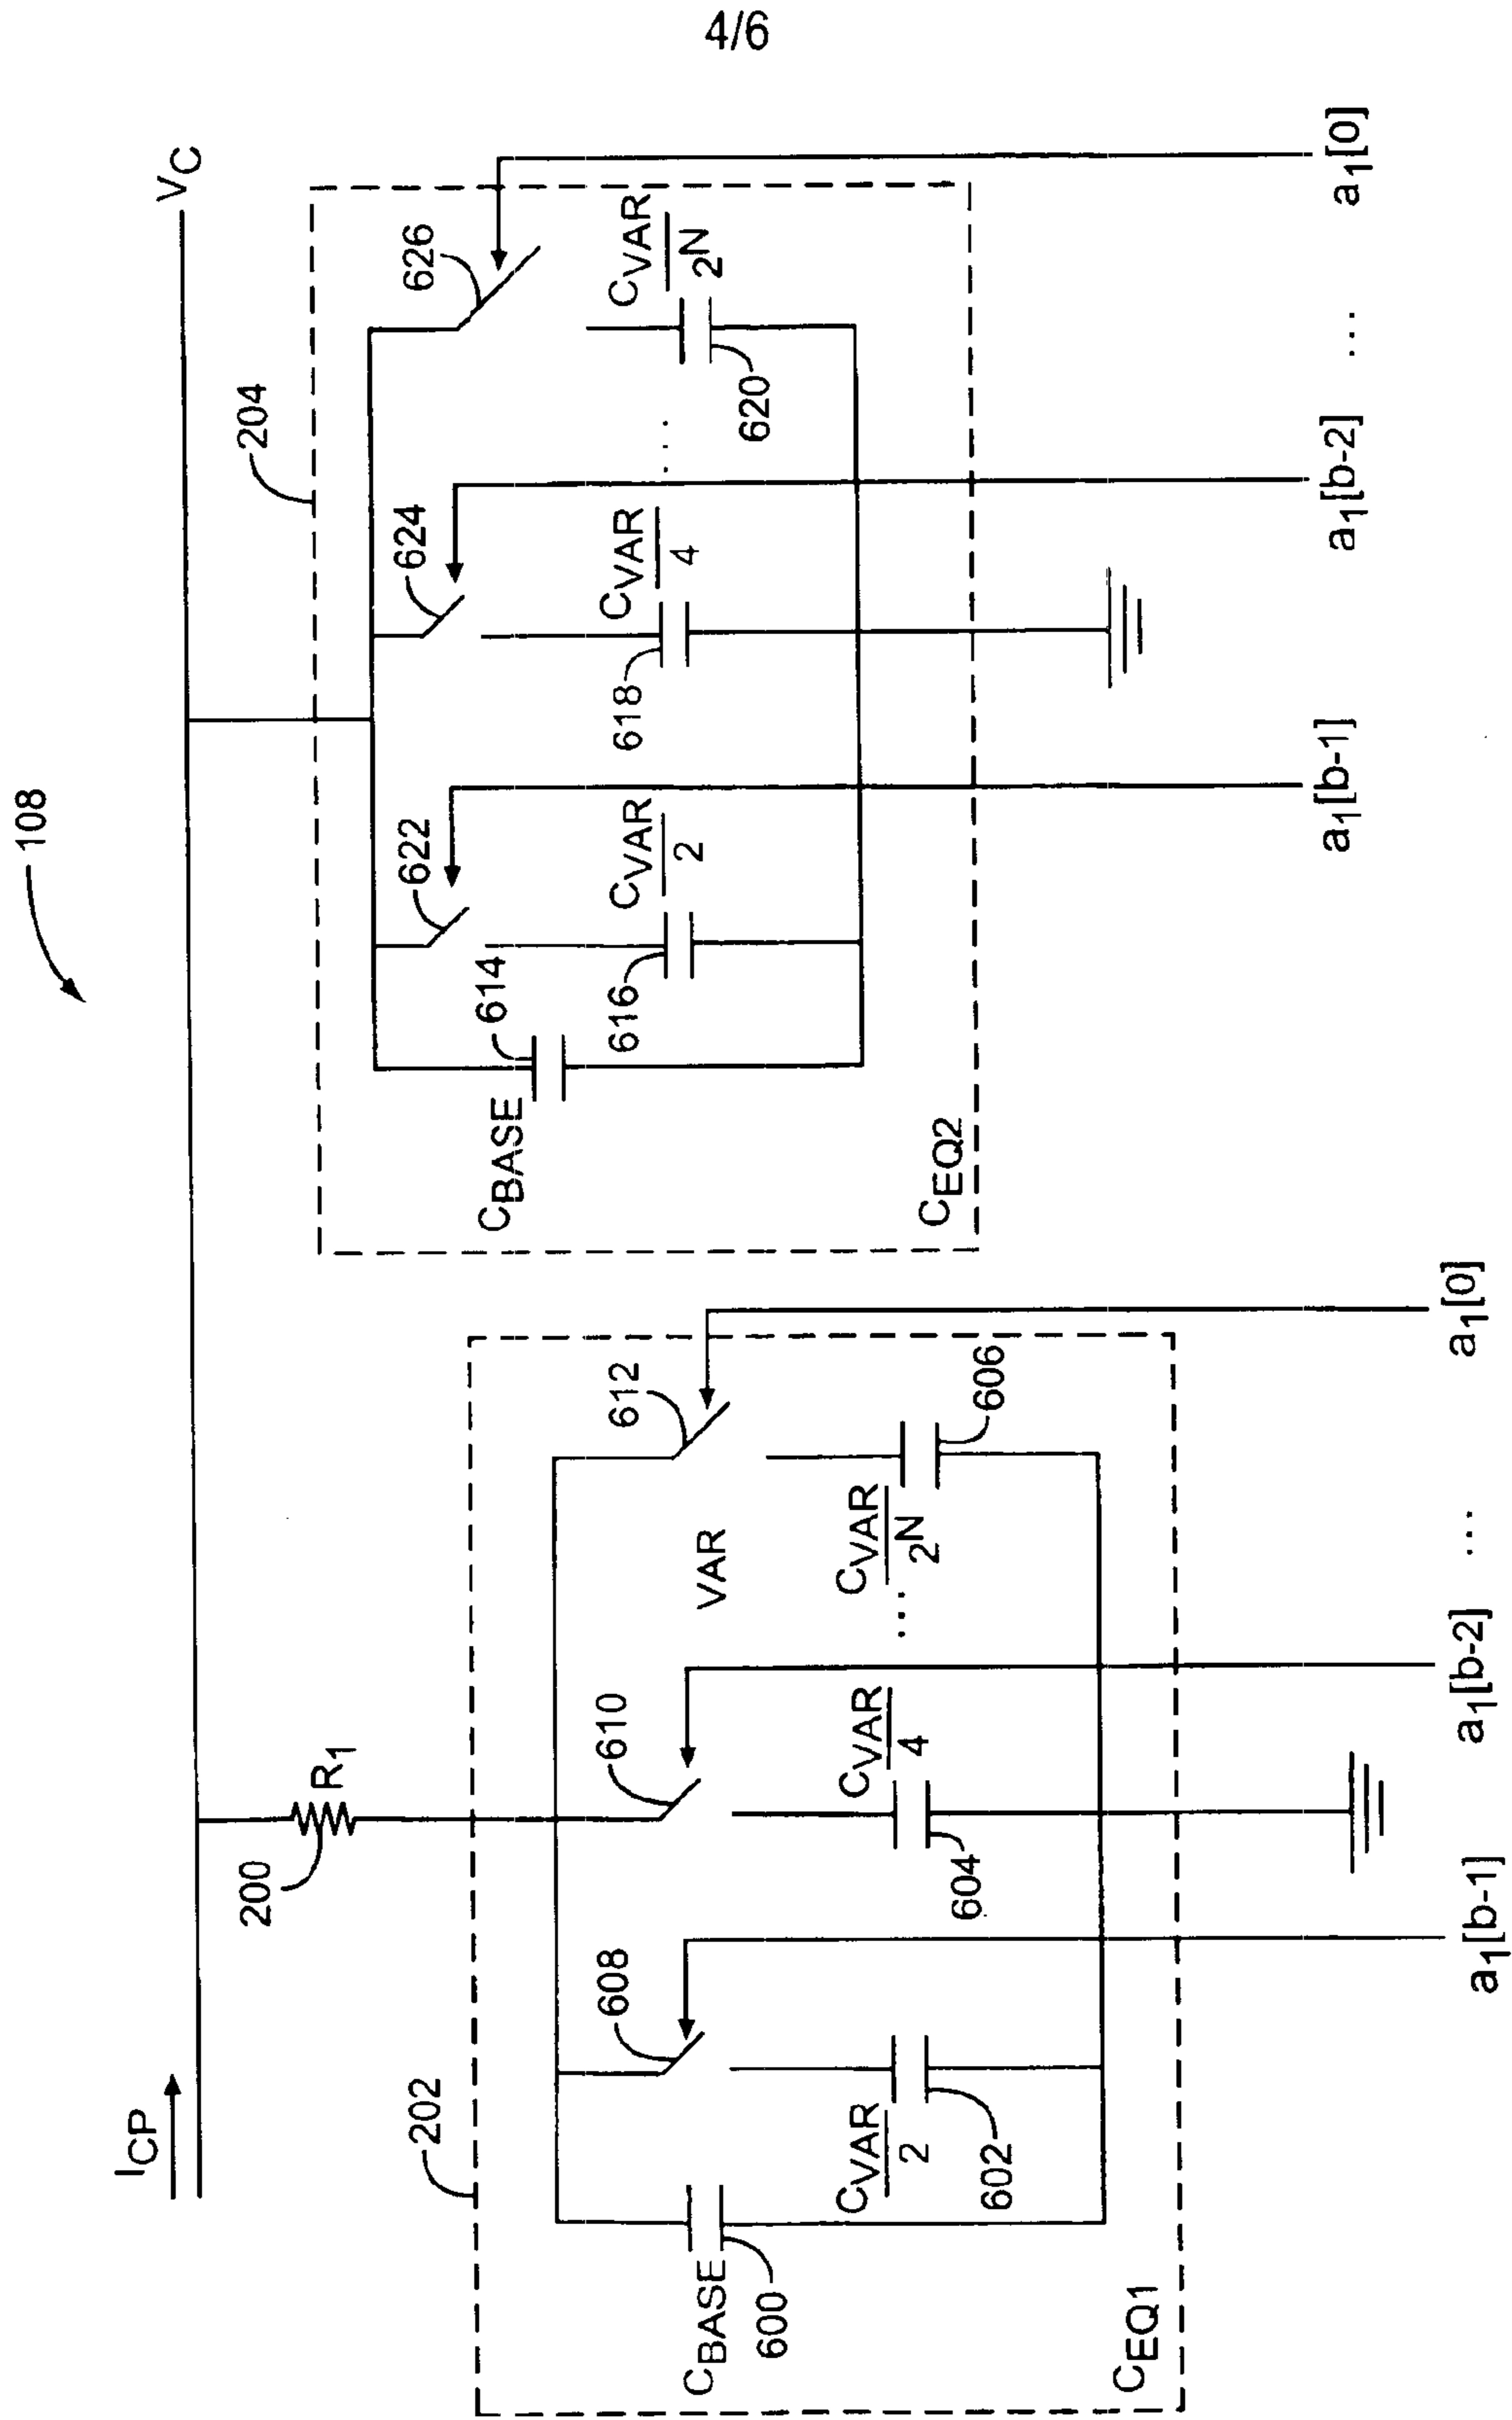 4/6
108
I_CP
V_C
200
R_1
202
C_BASE
600
608
C_VAR/2
602
610
C_VAR/4
604
VAR
...
612
C_VAR/2^N
606
C_EQ1
a_1[b-1]
a_1[b-2]
...
a_1[0]
204
C_BASE
614
622
C_VAR/2
616
624
C_VAR/4
618
...
626
C_VAR/2^N
620
C_EQ2
a_1[b-1]
a_1[b-2]
...
a_1[0]